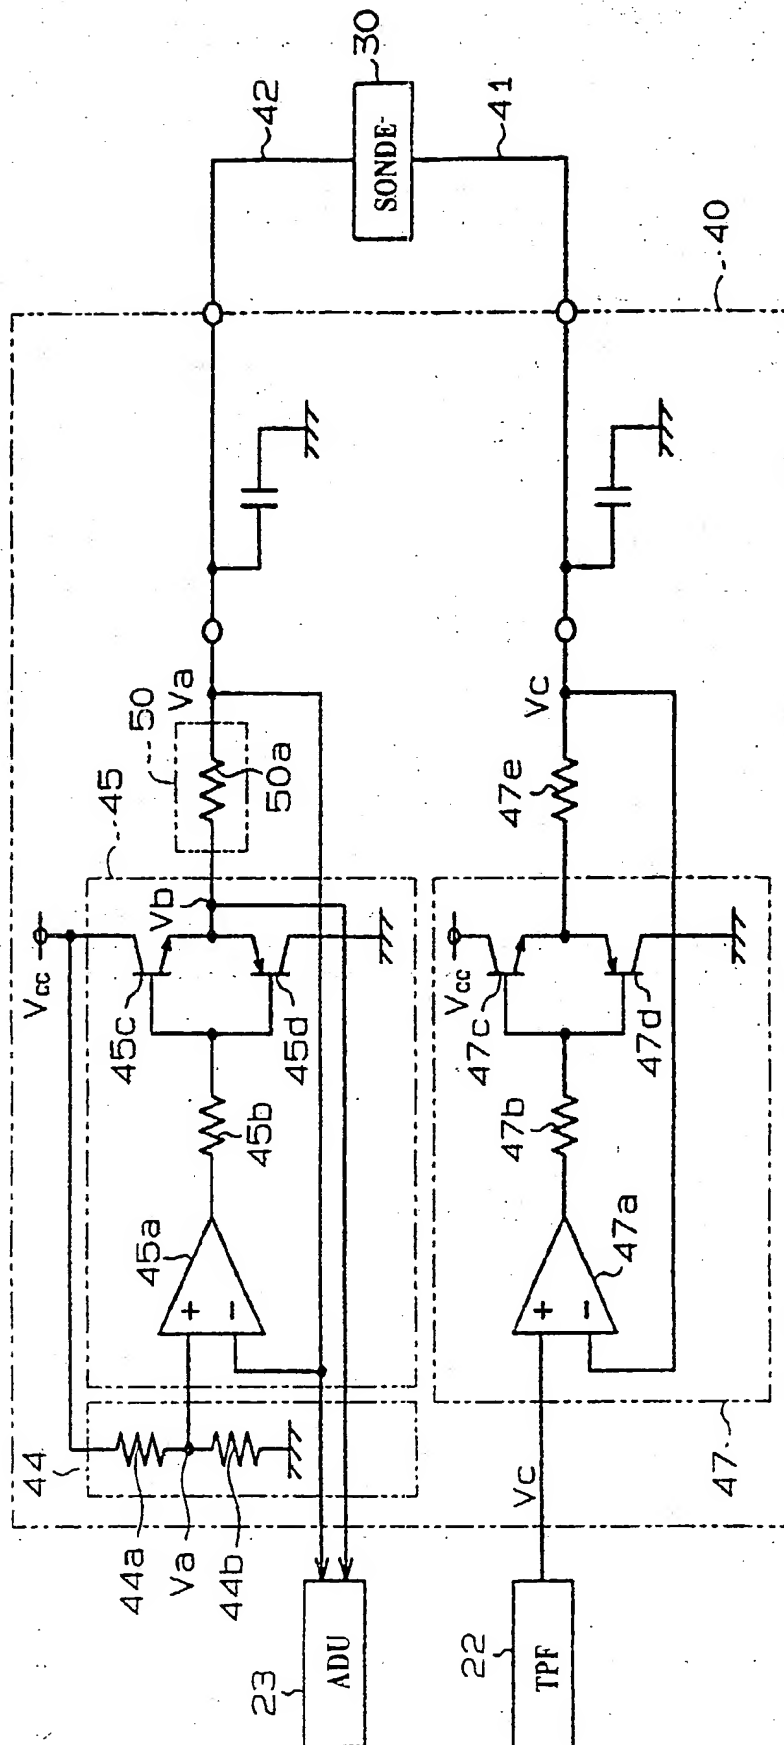 30
42
SONDE-
41
40
Va
50
50a
45
Vb
Vcc
45c
45d
45b
45a
44
44a
Va
44b
+
−
23
ADU
Vc
47e
Vcc
47c
47d
47b
47a
+
−
47
Vc
22
TPF